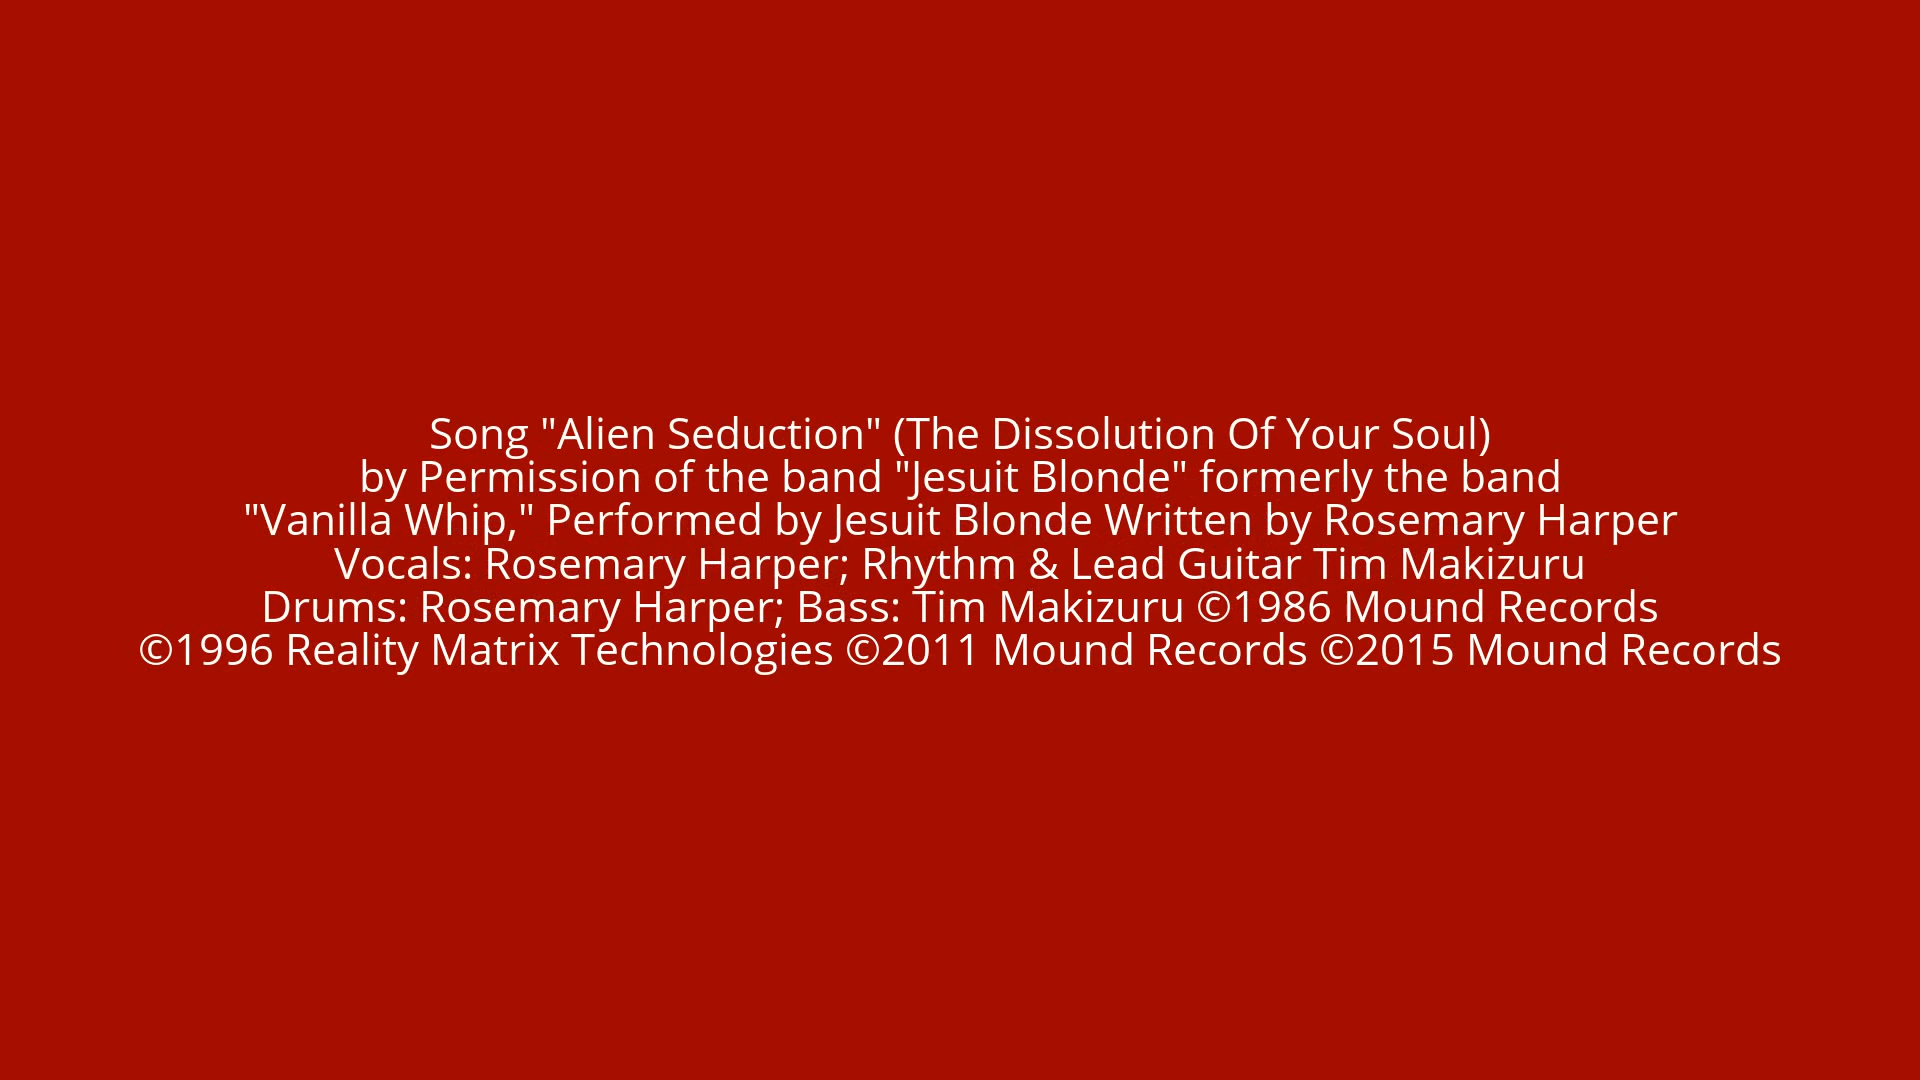 Song "Alien Seduction" (The Dissolution Of Your Soul)
by Permission of the band "Jesuit Blonde" formerly the band
"Vanilla Whip," Performed by Jesuit Blonde Written by Rosemary Harper
Vocals: Rosemary Harper; Rhythm & Lead Guitar Tim Makizuru
Drums: Rosemary Harper; Bass: Tim Makizuru ©1986 Mound Records
©1996 Reality Matrix Technologies ©2011 Mound Records ©2015 Mound Records